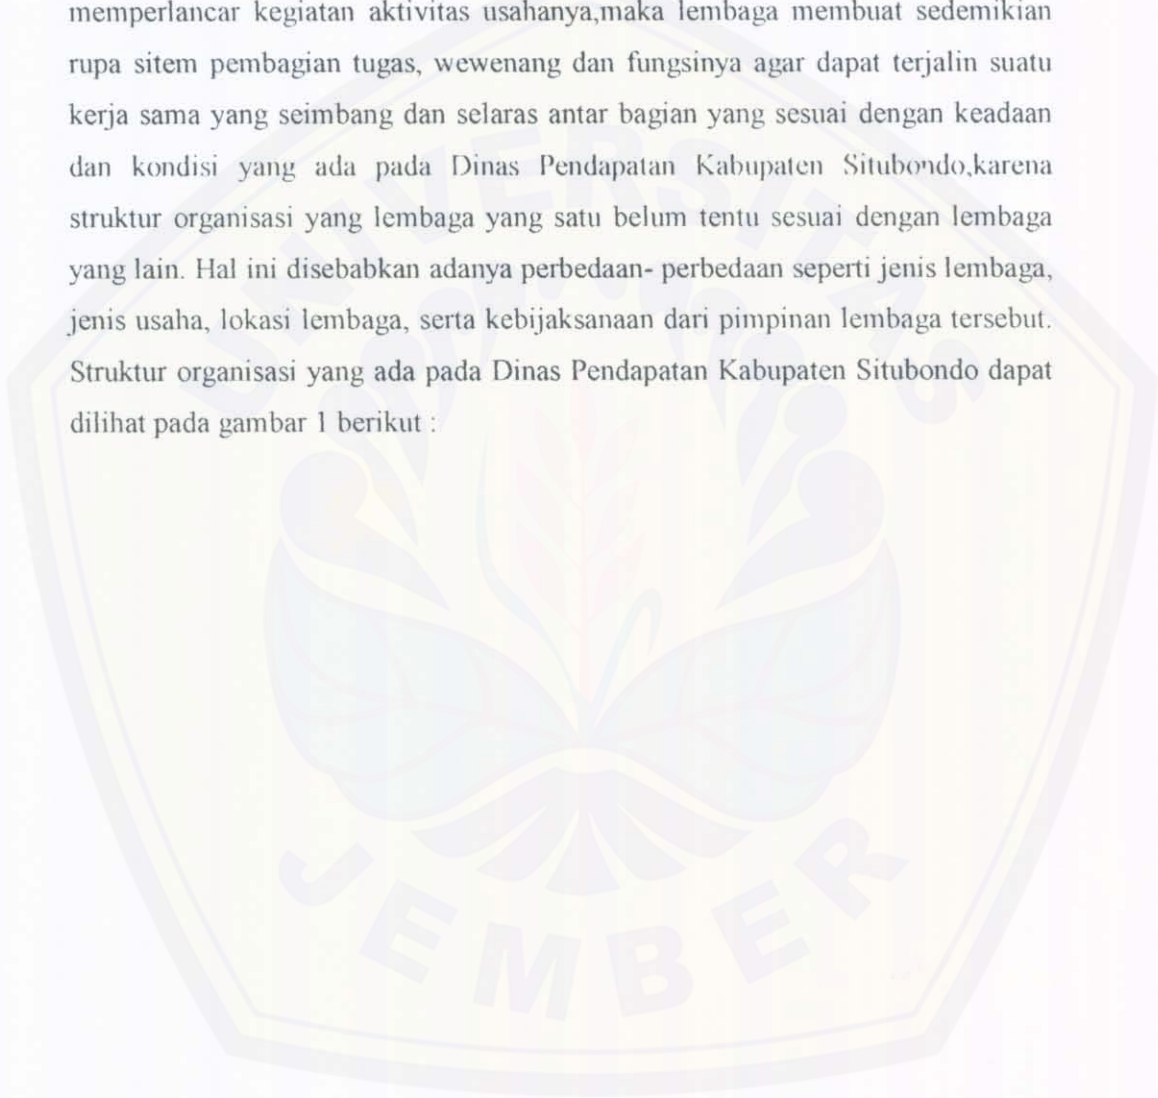 memperlancar kegiatan aktivitas usahanya,maka lembaga membuat sedemikian
rupa sitem pembagian tugas, wewenang dan fungsinya agar dapat terjalin suatu
kerja sama yang seimbang dan selaras antar bagian yang sesuai dengan keadaan
dan kondisi yang ada pada Dinas Pendapatan Kabupaten Situbondo,karena
struktur organisasi yang lembaga yang satu belum tentu sesuai dengan lembaga
yang lain. Hal ini disebabkan adanya perbedaan- perbedaan seperti jenis lembaga,
jenis usaha, lokasi lembaga, serta kebijaksanaan dari pimpinan lembaga tersebut.
Struktur organisasi yang ada pada Dinas Pendapatan Kabupaten Situbondo dapat
dilihat pada gambar 1 berikut :
UNIVERSITAS
JEMBER